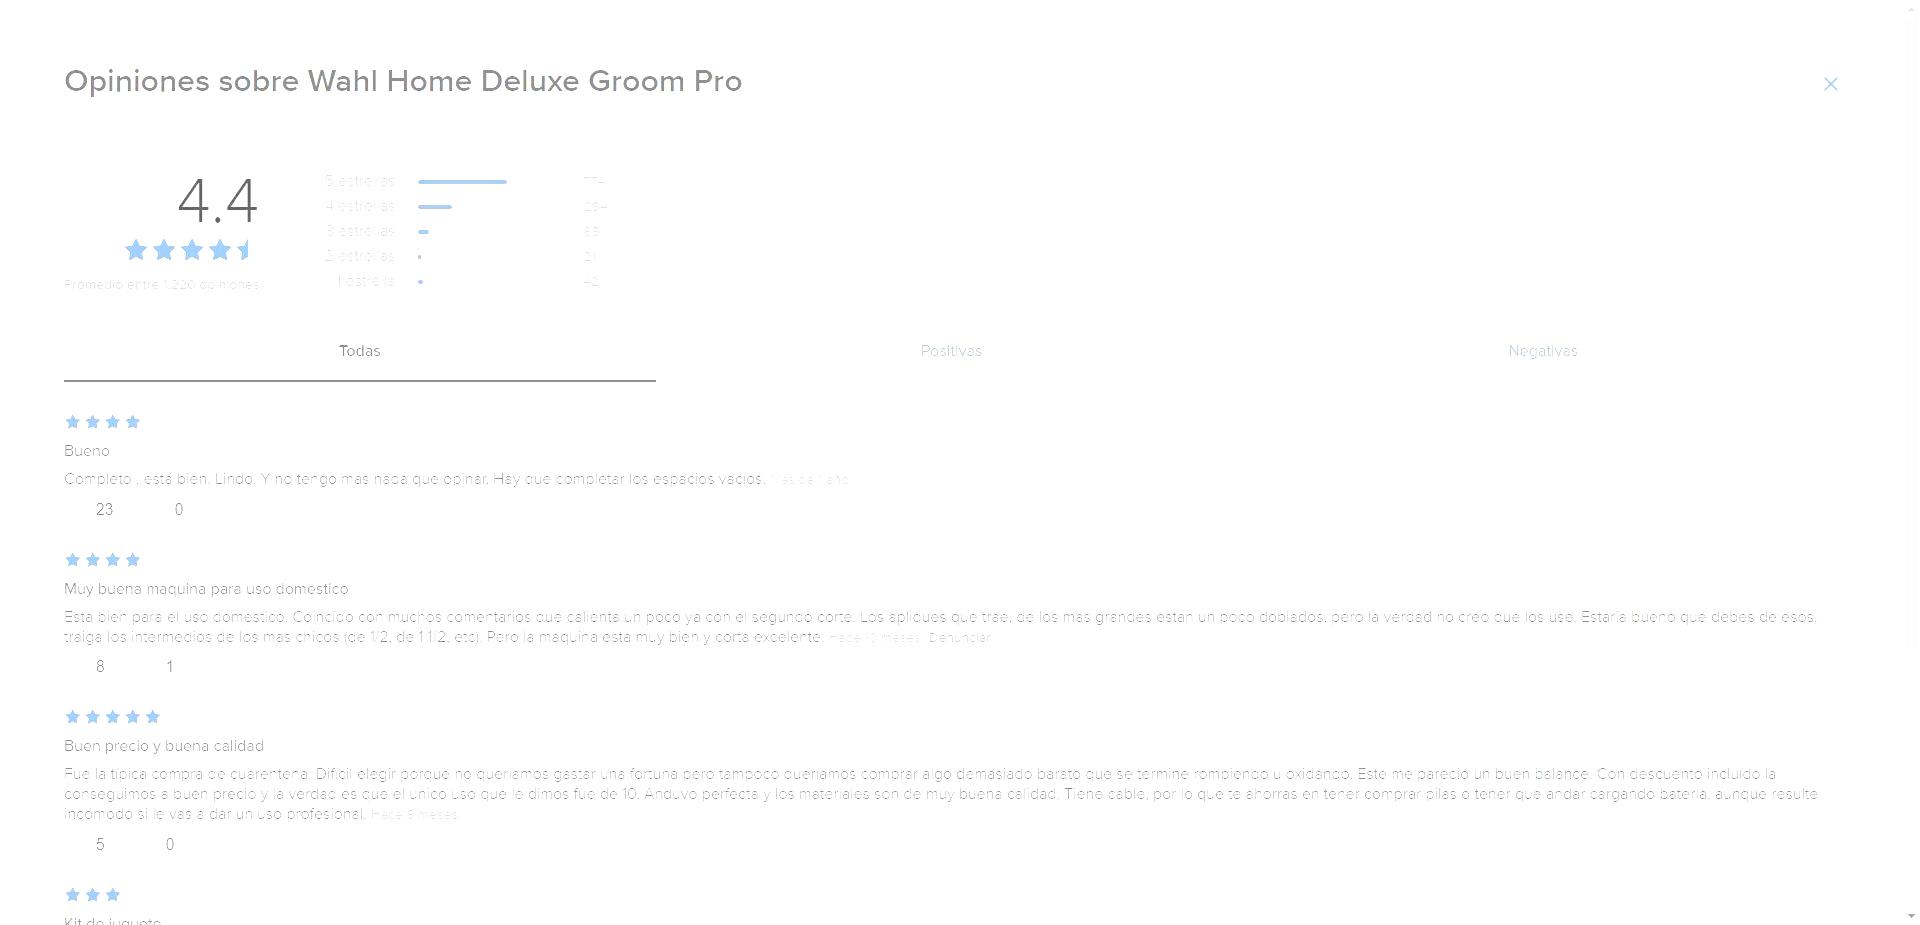 Opiniones sobre Wahl Home Deluxe Groom Pro
4.4
Promedio entre 1.220 opiniones
5 estrellas 774
4 estrellas 294
3 estrellas
2 estrellas 21
1 estrella 42
Todas Positivas Negativas
Bueno
Completo , esta bien. Lindo. Y no tengo mas nada que opinar. Hay que completar los espacios vacios. Más de 1 año
23 0
Muy buena maquina para uso domestico
Esta bien para el uso domestico. Coincido con muchos comentarios que calienta un poco ya con el segundo corte. Los apliques que trae, de los mas grandes estan un poco doblados, pero la verdad no creo que los use. Estaria bueno que debes de esos,
traiga los intermedios de los mas chicos (de 1/2, de 1 1/2, etc). Pero la maquina esta muy bien y corta excelente. Hace 10 meses Denunciar
8 1
Buen precio y buena calidad
Fue la típica compra de cuarentena. Difícil elegir porque no queríamos gastar una fortuna pero tampoco queríamos comprar algo demasiado barato que se termine rompiendo u oxidando. Este me pareció un buen balance. Con descuento incluido la
conseguimos a buen precio y la verdad es que el único uso que le dimos fue de 10. Anduvo perfecta y los materiales son de muy buena calidad. Tiene cable, por lo que te ahorras en tener comprar pilas o tener que andar cargando batería, aunque resulte
incomodo si le vas a dar un uso profesional. Hace meses
5 0
Kit de juguete